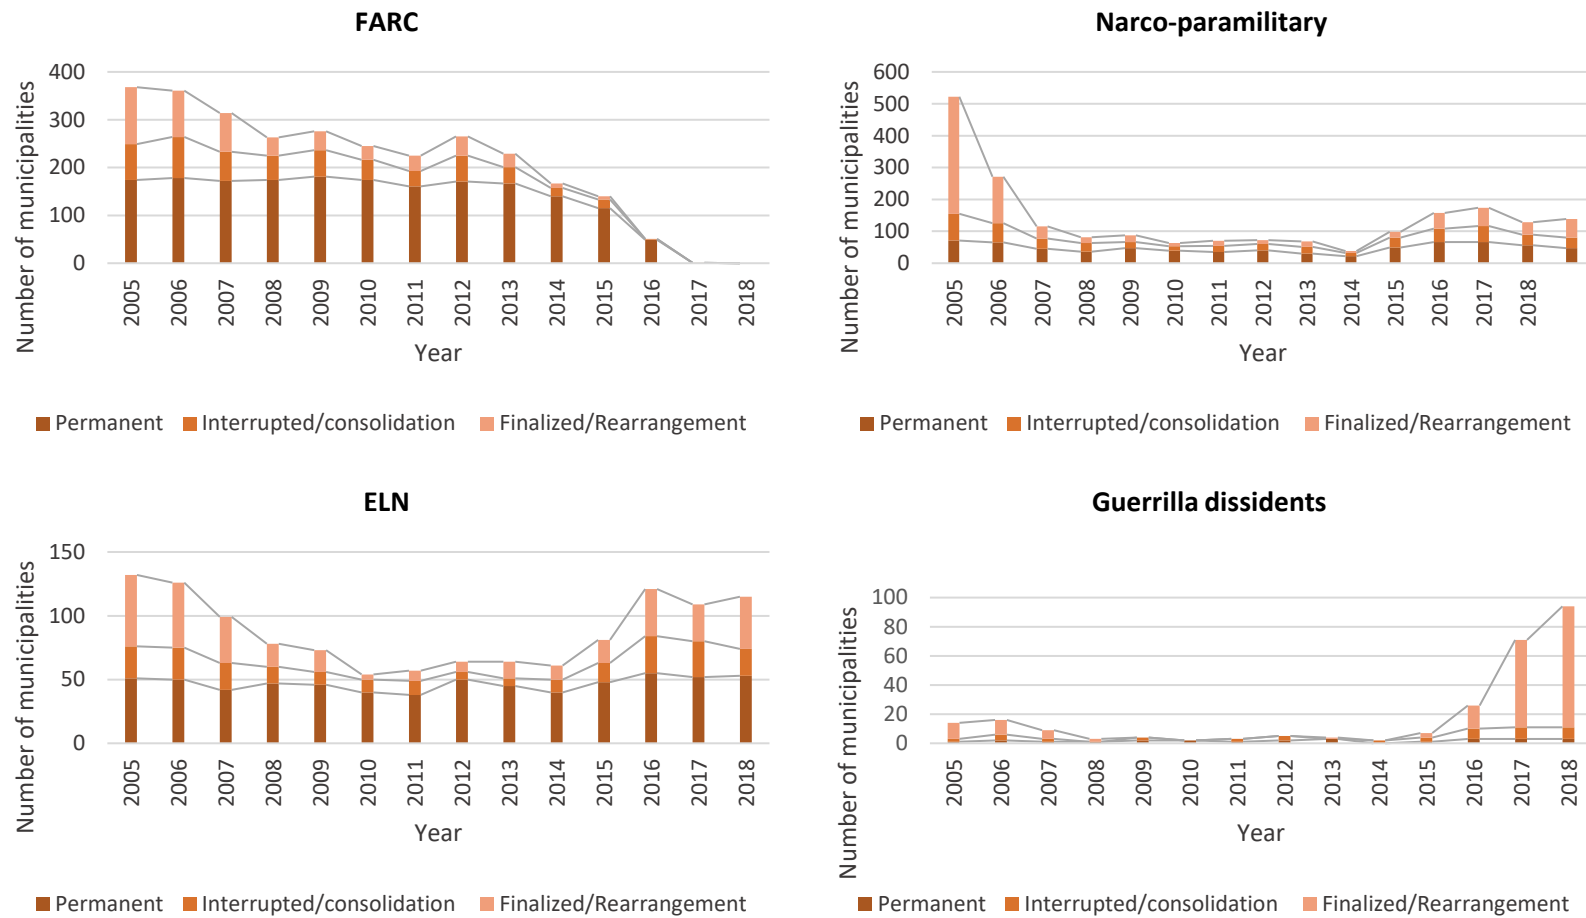 FARC
Number of municipalities
400
300
200
100
0
2005 2006 2007 2008 2009 2010 2011 2012 2013 2014 2015 2016 2017 2018
Year
Permanent Interrupted/consolidation Finalized/Rearrangement
Narco-paramilitary
Number of municipalities
600
500
400
300
200
100
0
2005 2006 2007 2008 2009 2010 2011 2012 2013 2014 2015 2016 2017 2018
Year
Permanent Interrupted/consolidation Finalized/Rearrangement
ELN
Number of municipalities
150
100
50
0
2005 2006 2007 2008 2009 2010 2011 2012 2013 2014 2015 2016 2017 2018
Year
Permanent Interrupted/consolidation Finalized/Rearrangement
Guerrilla dissidents
Number of municipalities
100
80
60
40
20
0
2005 2006 2007 2008 2009 2010 2011 2012 2013 2014 2015 2016 2017 2018
Year
Permanent Interrupted/consolidation Finalized/Rearrangement